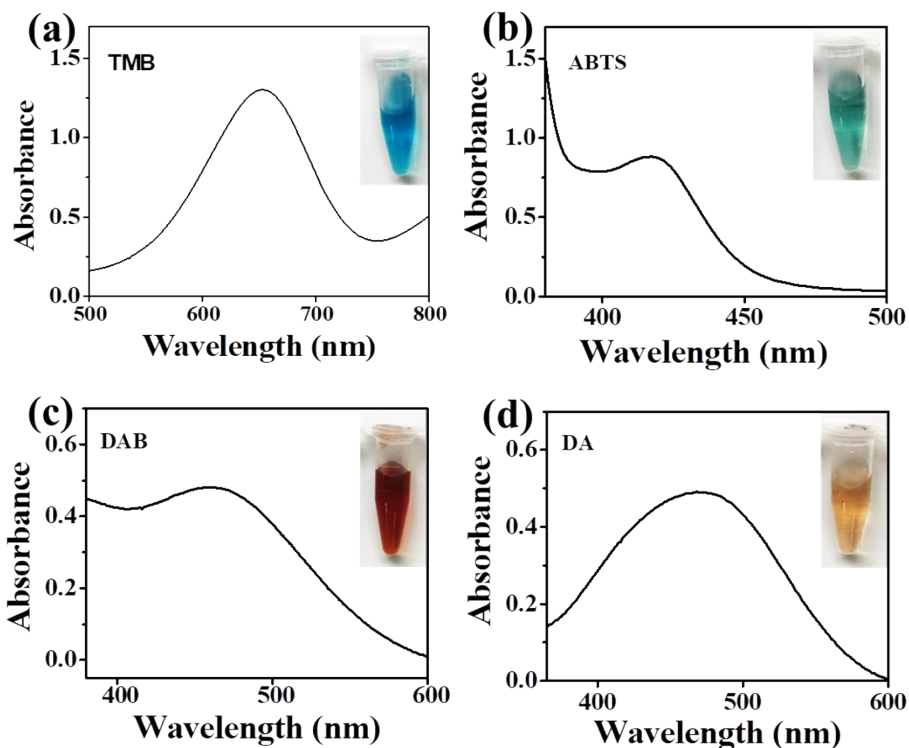 (a)
TMB
1.5
1.0
0.5
0.0
500 600 700 800
Absorbance
Wavelength (nm)
(b)
ABTS
1.5
1.0
0.5
0.0
400 450 500
Absorbance
Wavelength (nm)
(c)
DAB
0.6
0.4
0.2
0.0
400 500 600
Absorbance
Wavelength (nm)
(d)
DA
0.6
0.4
0.2
0.0
400 500 600
Absorbance
Wavelength (nm)